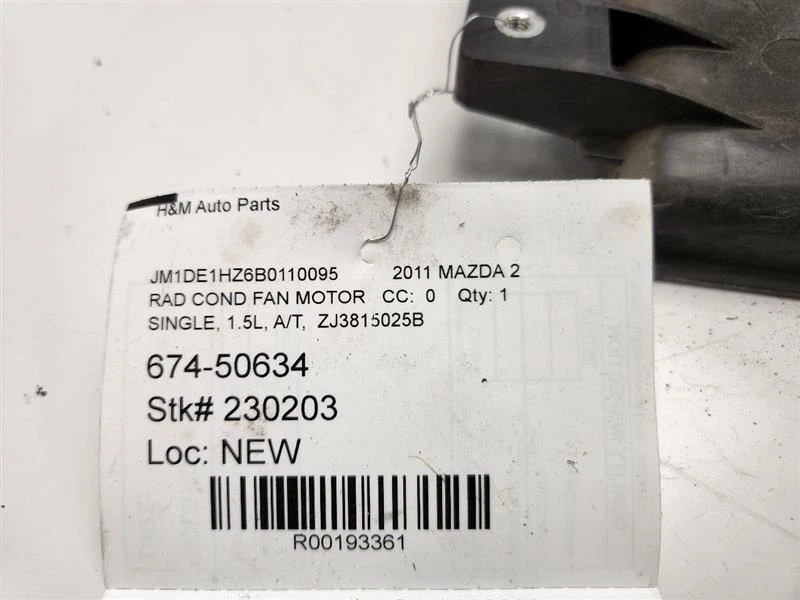 H&M Auto Parts
JM1DE1HZ6B0110095 2011 MAZDA 2
RAD COND FAN MOTOR CC: 0 Qty: 1
SINGLE, 1.5L, A/T, ZJ3815025B
674-50634
Stk# 230203
Loc: NEW
R00193361